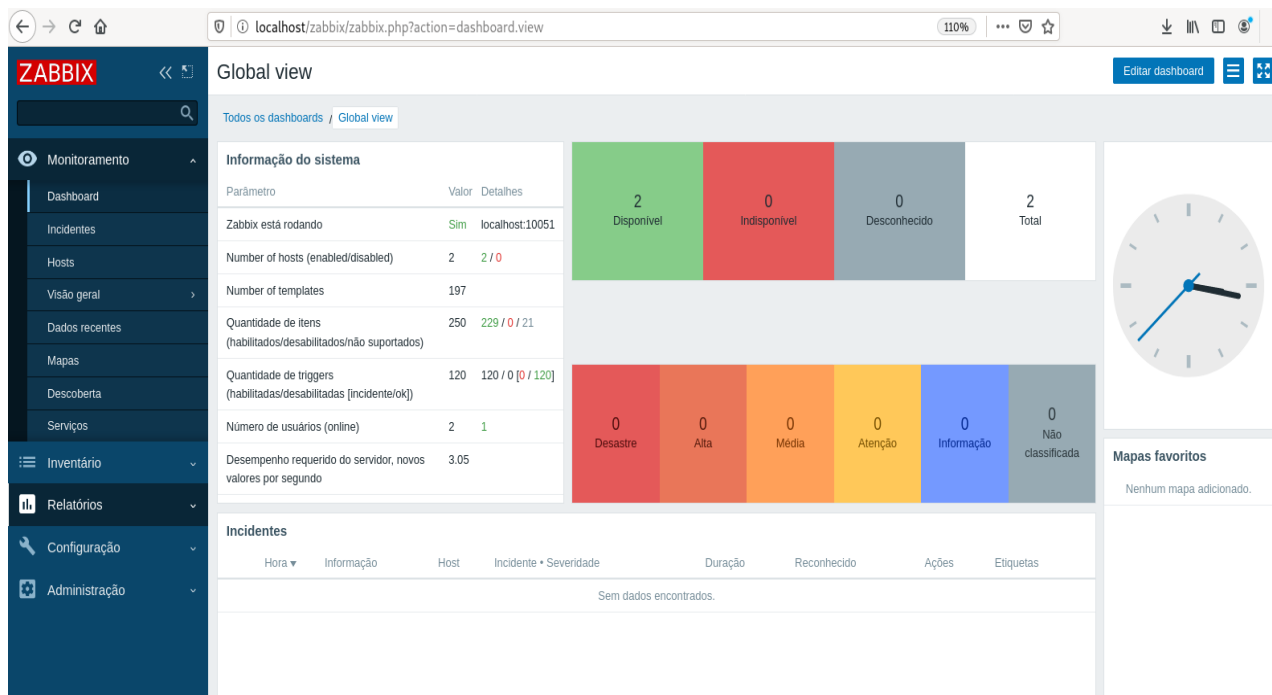 localhost/zabbix/zabbix.php?action=dashboard.view
110%
ZABBIX
Global view
Editar dashboard
Todos os dashboards / Global view
Monitoramento
Dashboard
Incidentes
Hosts
Visão geral
Dados recentes
Mapas
Descoberta
Serviços
Inventário
Relatórios
Configuração
Administração
Informação do sistema
Parâmetro Valor Detalhes
Zabbix está rodando Sim localhost:10051
Number of hosts (enabled/disabled) 2 2 / 0
Number of templates 197
Quantidade de itens 250 229 / 0 / 21
(habilitados/desabilitados/não suportados)
Quantidade de triggers 120 120 / 0 [0 / 120]
(habilitadas/desabilitadas [incidente/ok])
Número de usuários (online) 2 1
Desempenho requerido do servidor, novos 3.05
valores por segundo
2 0 0 2
Disponível Indisponível Desconhecido Total
0 0 0 0 0 0
Desastre Alta Média Atenção Informação Não
classificada
Mapas favoritos
Nenhum mapa adicionado.
Incidentes
Hora Informação Host Incidente • Severidade Duração Reconhecido Ações Etiquetas
Sem dados encontrados.